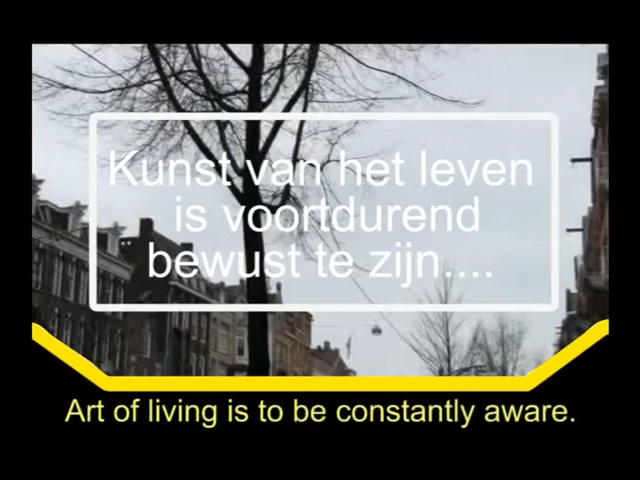 Kunst van het leven
is voortdurend
bewust te zijn....
Art of living is to be constantly aware.